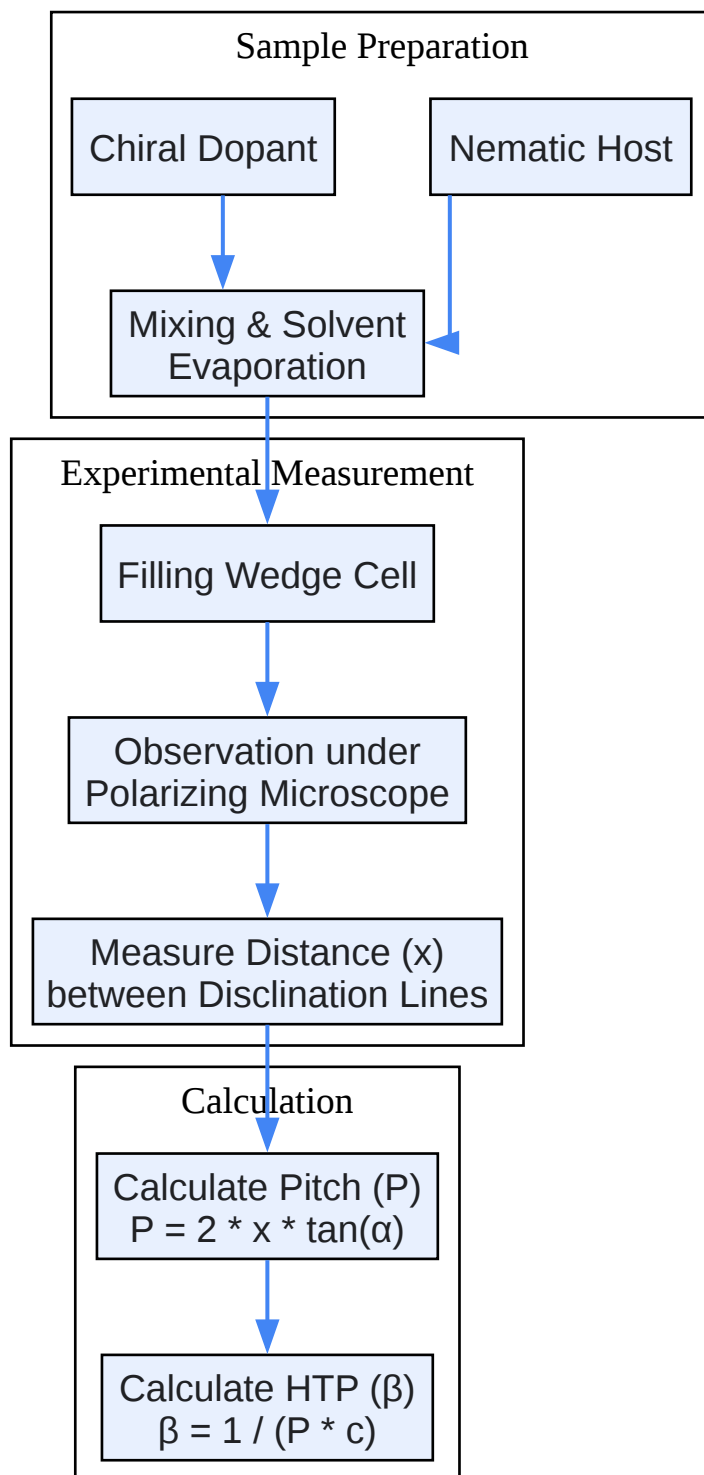 Sample Preparation
Chiral Dopant
Nematic Host
Mixing & Solvent
Evaporation
Experimental Measurement
Filling Wedge Cell
Observation under
Polarizing Microscope
Measure Distance (x)
between Disclination Lines
Calculation
Calculate Pitch (P)
P = 2 * x * tan(α)
Calculate HTP (β)
β = 1 / (P * c)